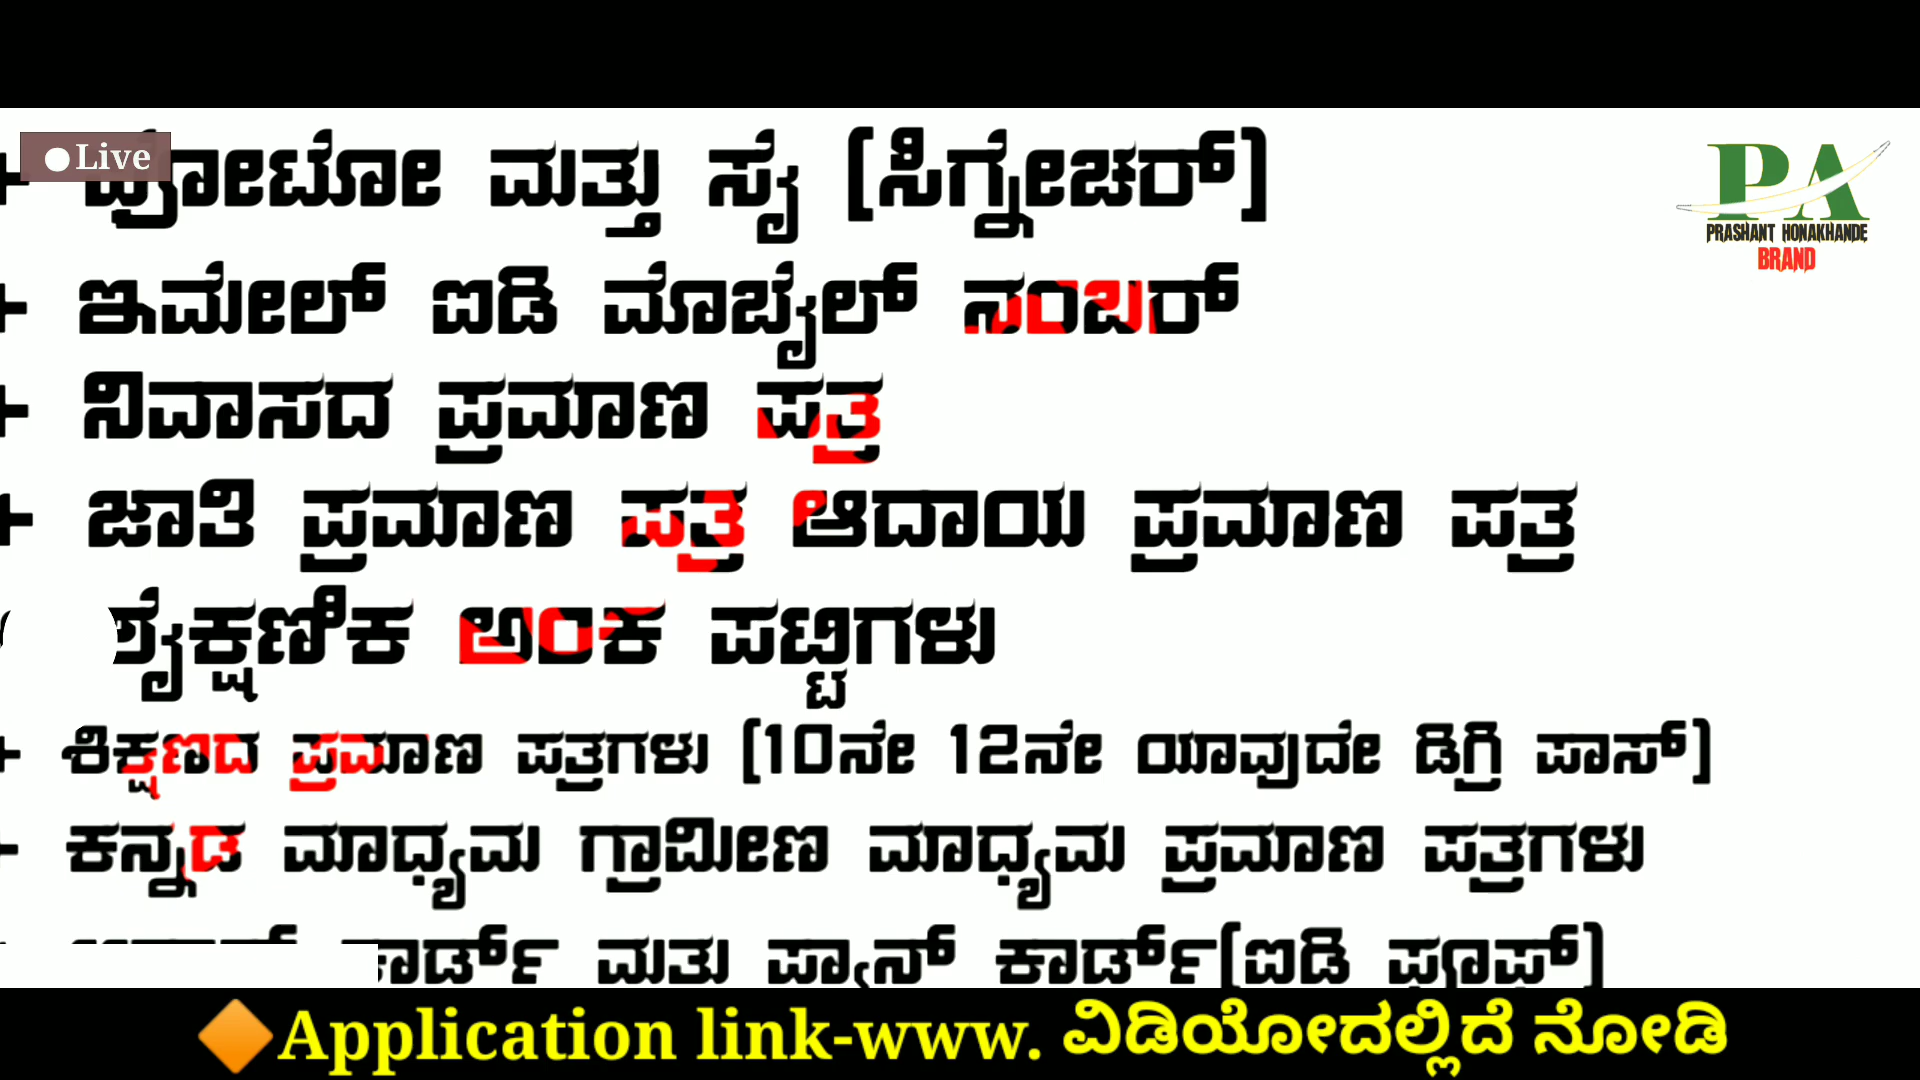 Live
+ ಫೋಟೋ ಮತ್ತು ಸೈ [ಸಿಗ್ನೇಚರ್]
PA
PRASHANT HONAKHANDE
BRAND
+ ಇಮೇಲ್ ಐಡಿ ಮೊಬೈಲ್ ನಂಬರ್
+ ನಿವಾಸದ ಪ್ರಮಾಣ ಪತ್ರ
+ ಜಾತಿ ಪ್ರಮಾಣ ಪತ್ರ ಆದಾಯ ಪ್ರಮಾಣ ಪತ್ರ
ಶೈಕ್ಷಣಿಕ ಅಂಕ ಪಟ್ಟಿಗಳು
+ ಶಿಕ್ಷಣದ ಪ್ರಮಾಣ ಪತ್ರಗಳು [10ನೇ 12ನೇ ಯಾವುದೇ ಡಿಗ್ರಿ ಪಾಸ್]
+ ಕನ್ನಡ ಮಾಧ್ಯಮ ಗ್ರಾಮೀಣ ಮಾಧ್ಯಮ ಪ್ರಮಾಣ ಪತ್ರಗಳು
ಕಾರ್ಡ್ ಮತ್ತು ಪ್ಯಾನ್ ಕಾರ್ಡ್[ಐಡಿ ಪ್ರೂಫ್]
🔶Application link-www. ವಿಡಿಯೋದಲ್ಲಿದೆ ನೋಡಿ